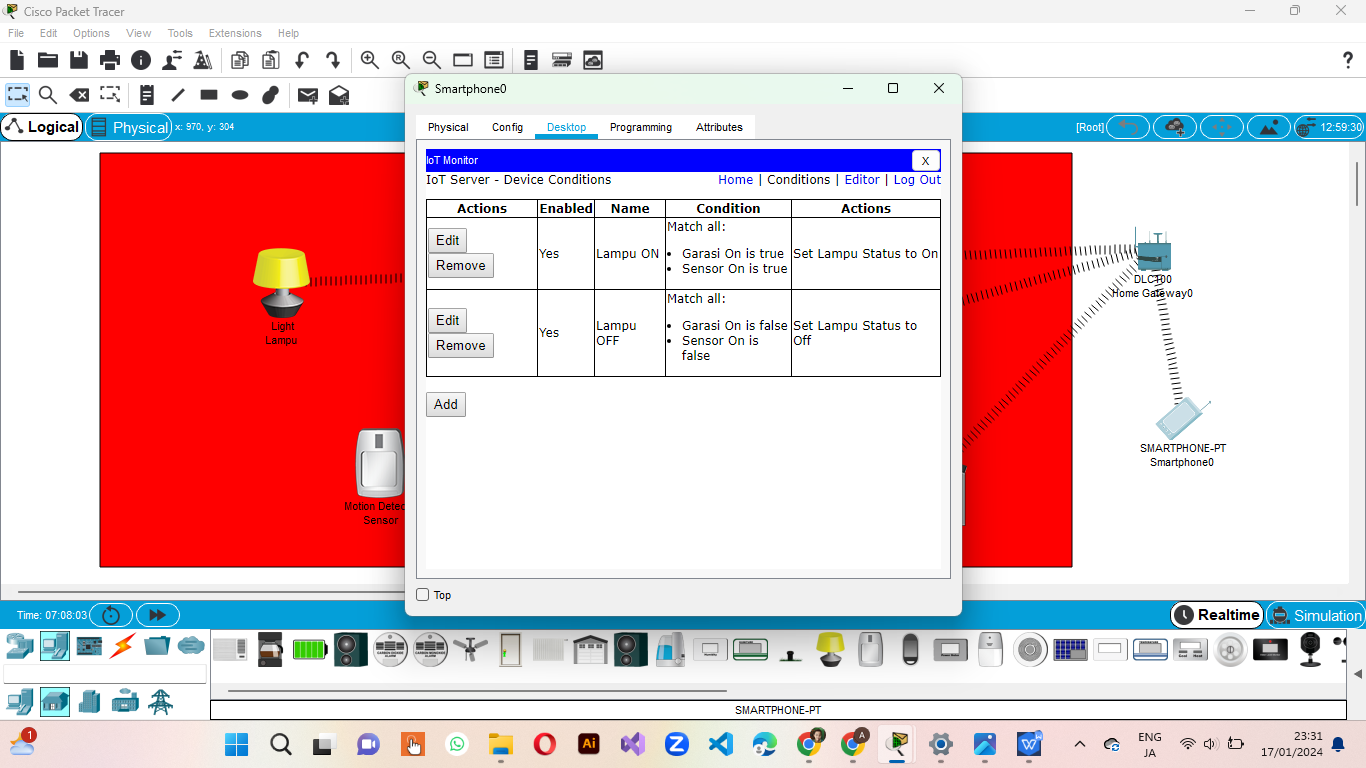 Cisco Packet Tracer
File Edit Options View Tools Extensions Help
Logical
Physical
x: 970, y: 304
[Root]
12:59:30
Smartphone0
Physical Config Desktop Programming Attributes
IoT Monitor
X
IoT Server - Device Conditions
Home | Conditions | Editor | Log Out
Actions Enabled Name Condition Actions
Edit
Remove
Yes
Lampu ON
Match all:
• Garasi On is true
• Sensor On is true
Set Lampu Status to On
Edit
Remove
Yes
Lampu
OFF
Match all:
• Garasi On is false
• Sensor On is
false
Set Lampu Status to
Off
Add
Top
Light
Lampu
Motion Detec
Sensor
DLC100
Home Gateway0
SMARTPHONE-PT
Smartphone0
Time: 07:08:03
Realtime
Simulation
SMARTPHONE-PT
1
Ai
A
ENG
JA
23:31
17/01/2024